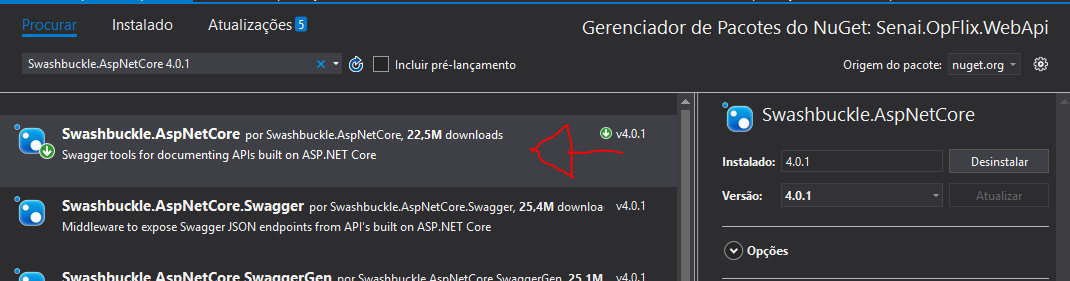 Procurar Instalado Atualizações 5
Gerenciador de Pacotes do NuGet: Senai.OpFlix.WebApi
Swashbuckle.AspNetCore 4.0.1
Incluir pré-lançamento
Origem do pacote: nuget.org
Swashbuckle.AspNetCore por Swashbuckle.AspNetCore, 22,5M downloads v4.0.1
Swagger tools for documenting APIs built on ASP.NET Core
Swashbuckle.AspNetCore.Swagger por Swashbuckle.AspNetCore.Swagger, 25,4M downloa v4.0.1
Middleware to expose Swagger JSON endpoints from API's built on ASP.NET Core
Swashbuckle.AspNetCore.SwaggerGen por Swashbuckle.AspNetCore.SwaggerGen, 25,1M v4.0.1
Swashbuckle.AspNetCore
Instalado: 4.0.1 Desinstalar
Versão: 4.0.1 Atualizar
Opções